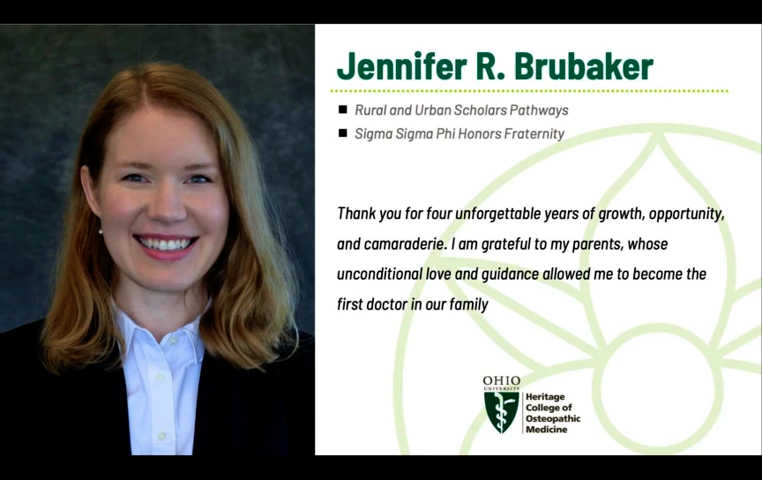 Jennifer R. Brubaker
Rural and Urban Scholars Pathways
Sigma Sigma Phi Honors Fraternity
Thank you for four unforgettable years of growth, opportunity,
and camaraderie. I am grateful to my parents, whose
unconditional love and guidance allowed me to become the
first doctor in our family
OHIO
UNIVERSITY
Heritage
College of
Osteopathic
Medicine